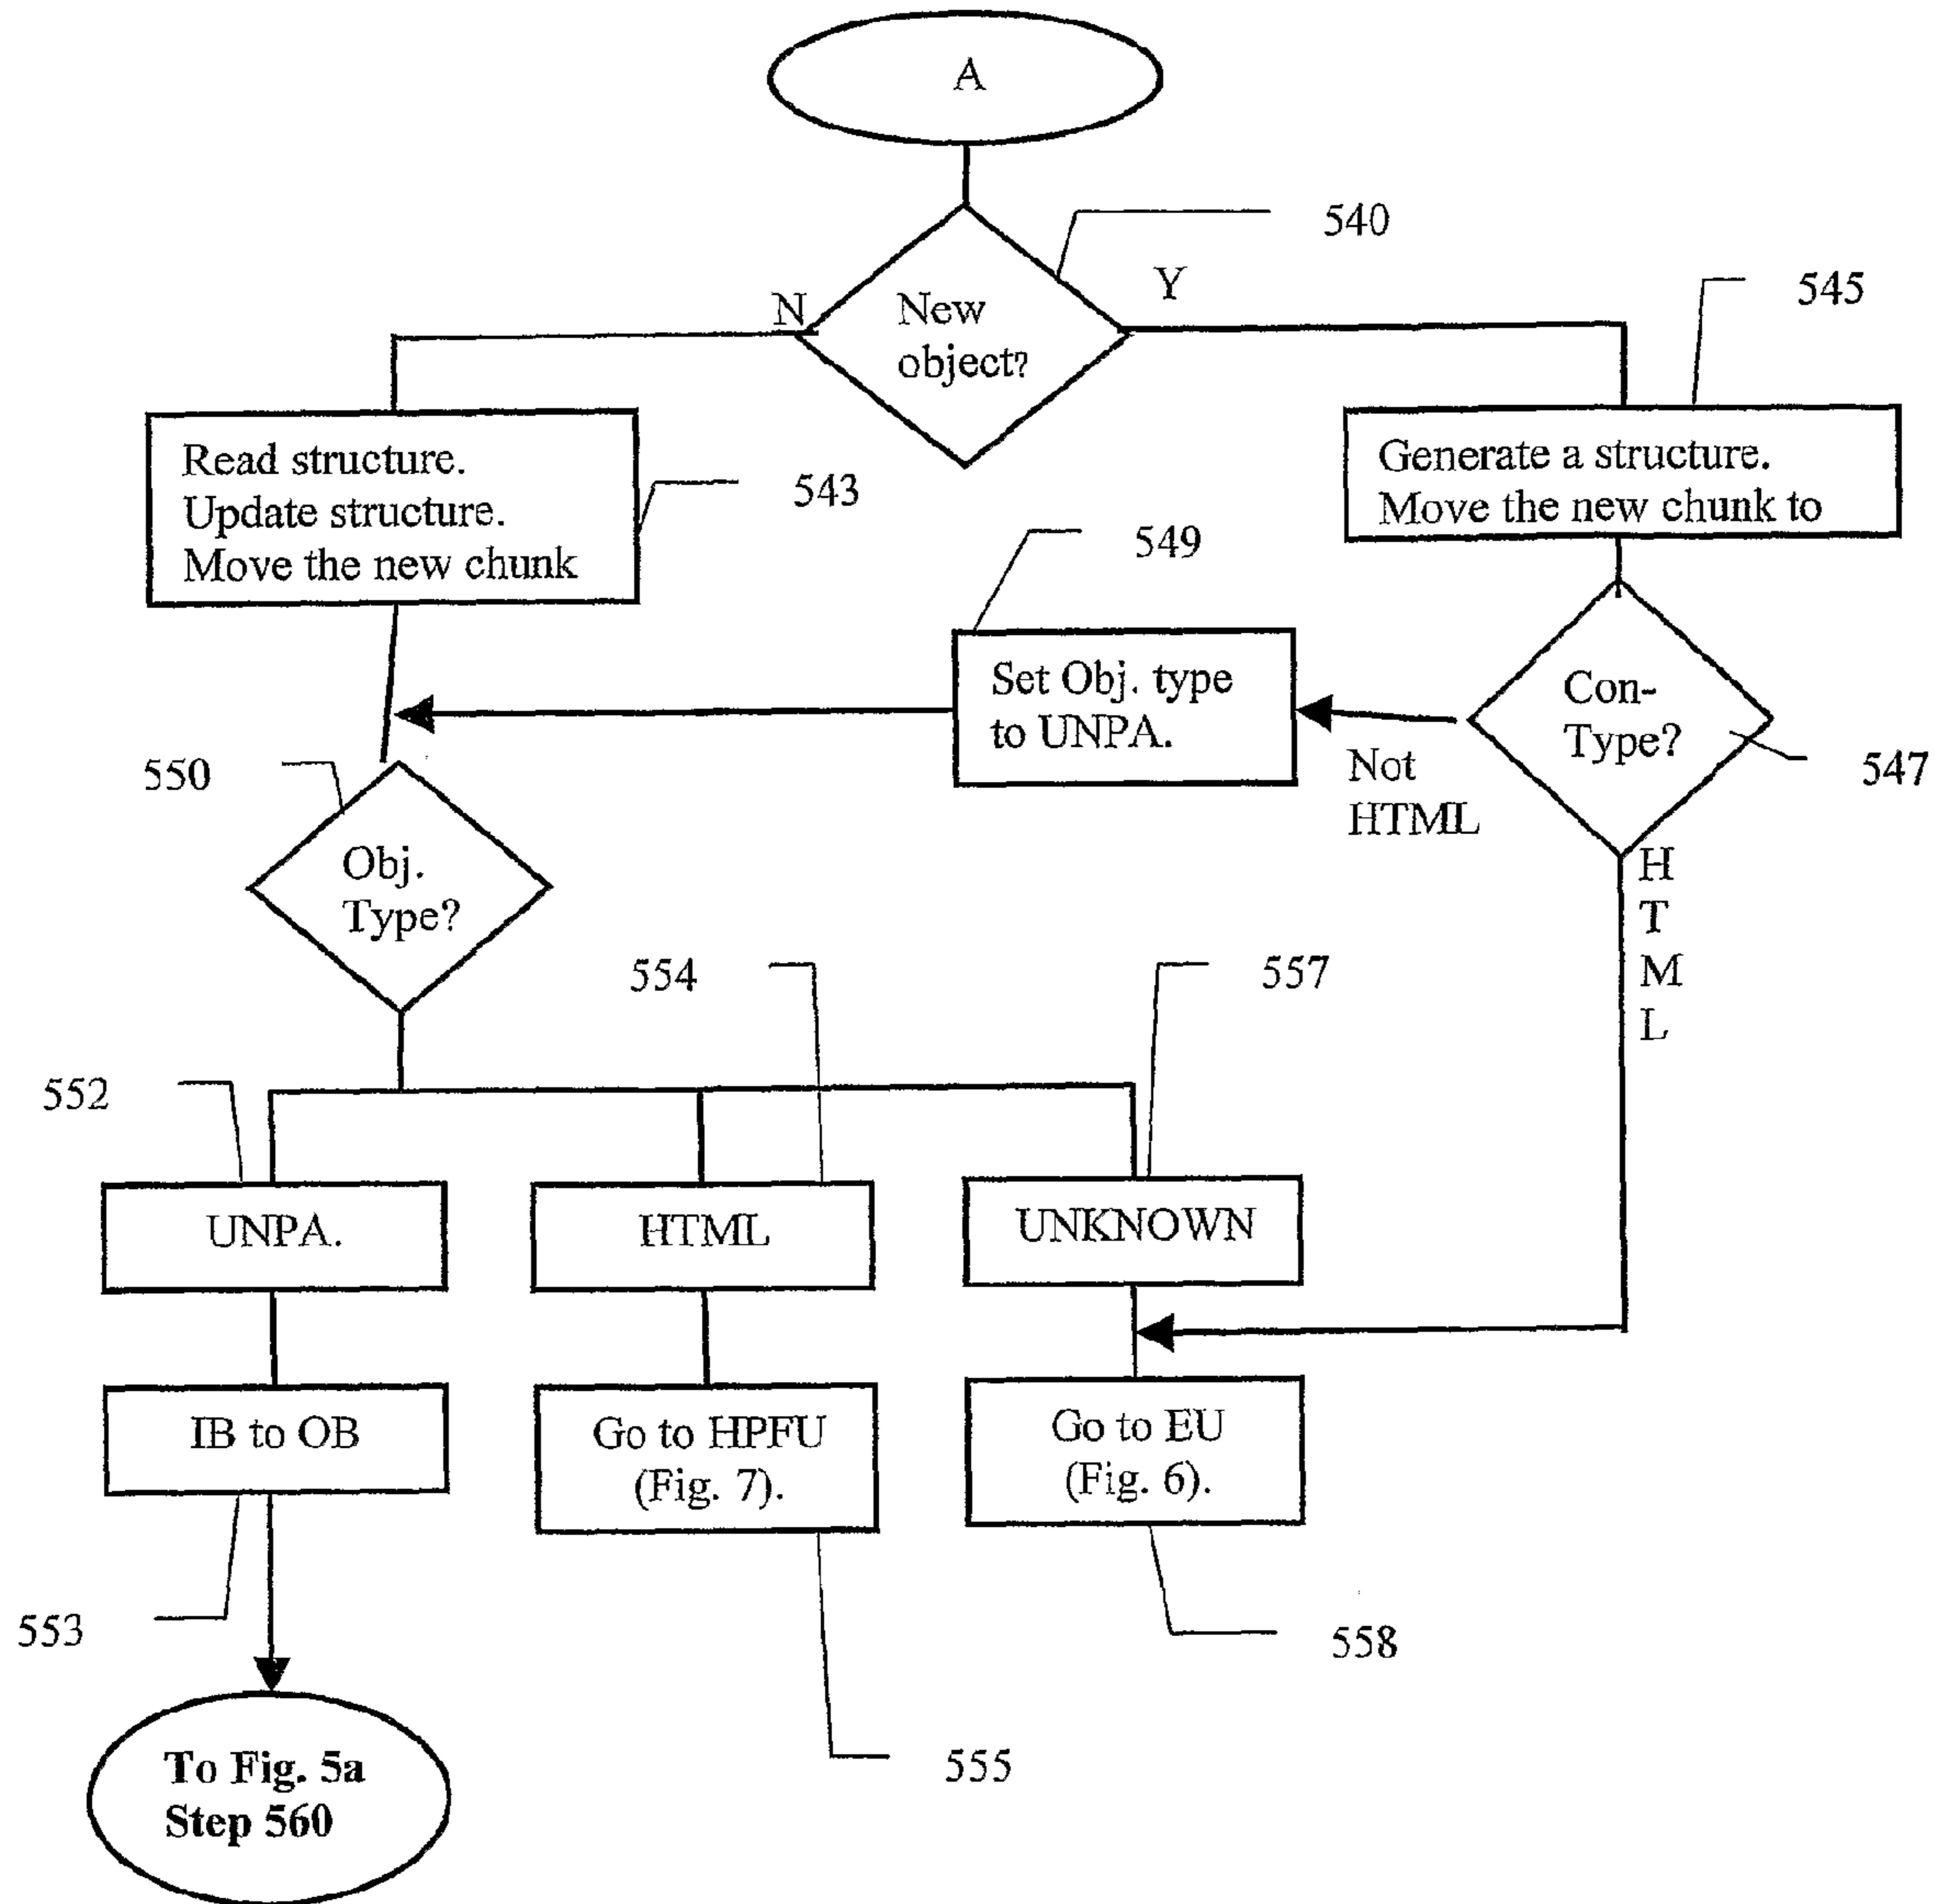 A
540
Y
N
New
object?
545
Read structure.
Update structure.
Move the new chunk
543
Generate a structure.
Move the new chunk to
549
Set Obj. type
to UNPA.
Con-
Type?
547
Not
HTML
550
Obj.
Type?
H
T
M
L
554
557
552
UNPA.
HTML
UNKNOWN
IB to OB
Go to HPFU
(Fig. 7).
Go to EU
(Fig. 6).
553
558
555
To Fig. 5a
Step 560